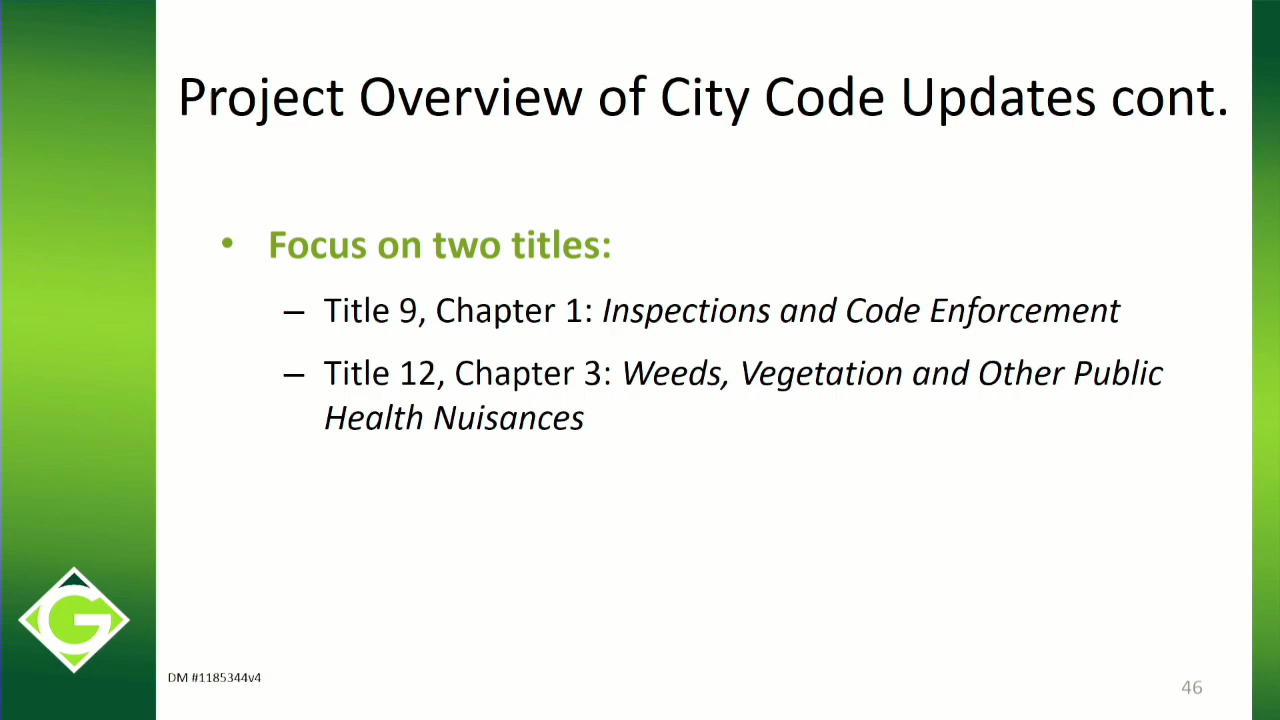 Project Overview of City Code Updates cont.
• Focus on two titles:
– Title 9, Chapter 1: Inspections and Code Enforcement
– Title 12, Chapter 3: Weeds, Vegetation and Other Public
Health Nuisances
G
DM #1185344v4
46